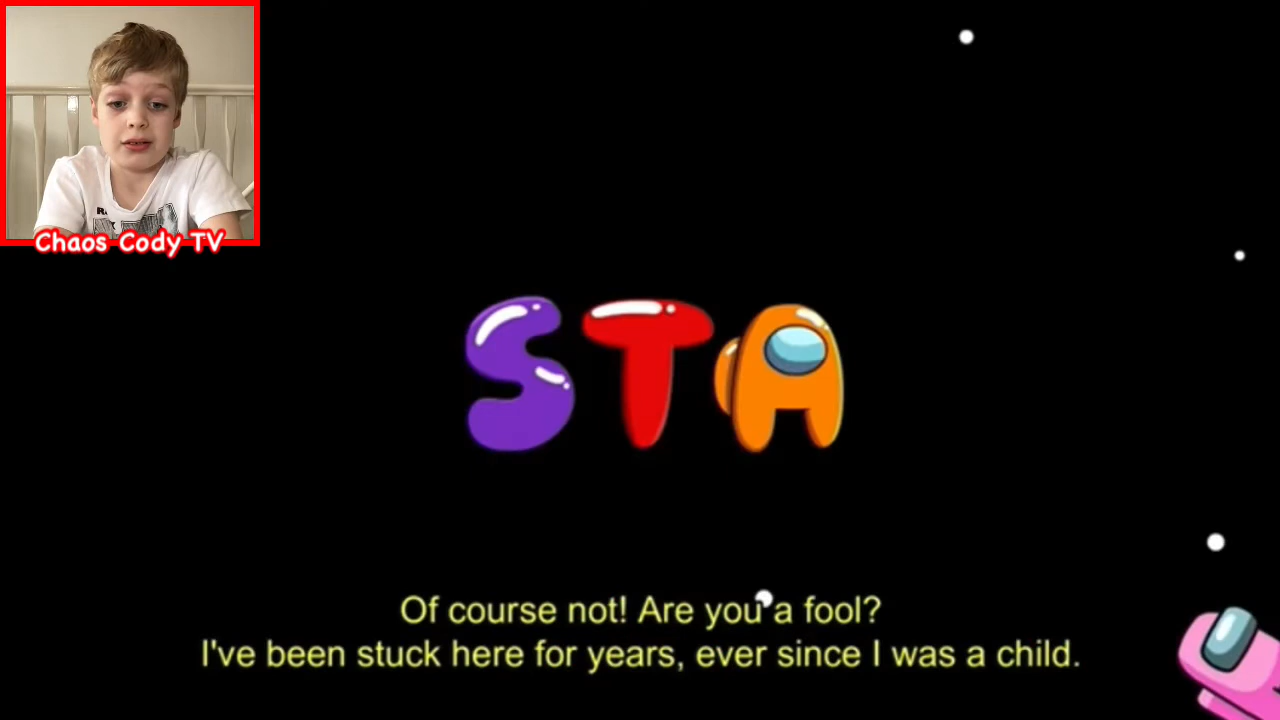 Chaos Cody TV
STA
Of course not! Are you a fool?
I've been stuck here for years, ever since I was a child.